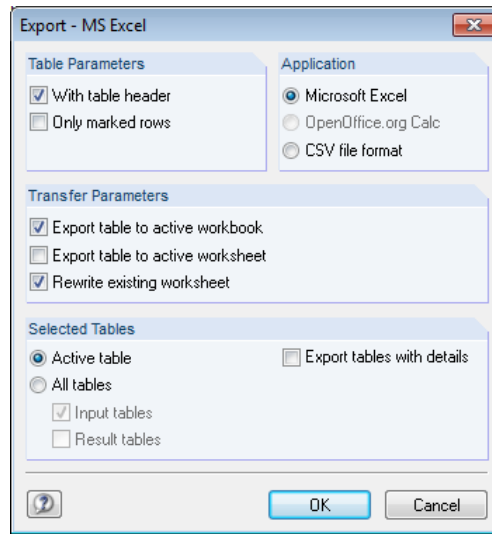 Export - MS Excel
Table Parameters
With table header
Only marked rows
Application
Microsoft Excel
OpenOffice.org Calc
CSV file format
Transfer Parameters
Export table to active workbook
Export table to active worksheet
Rewrite existing worksheet
Selected Tables
Active table
All tables
Input tables
Result tables
Export tables with details
OK
Cancel